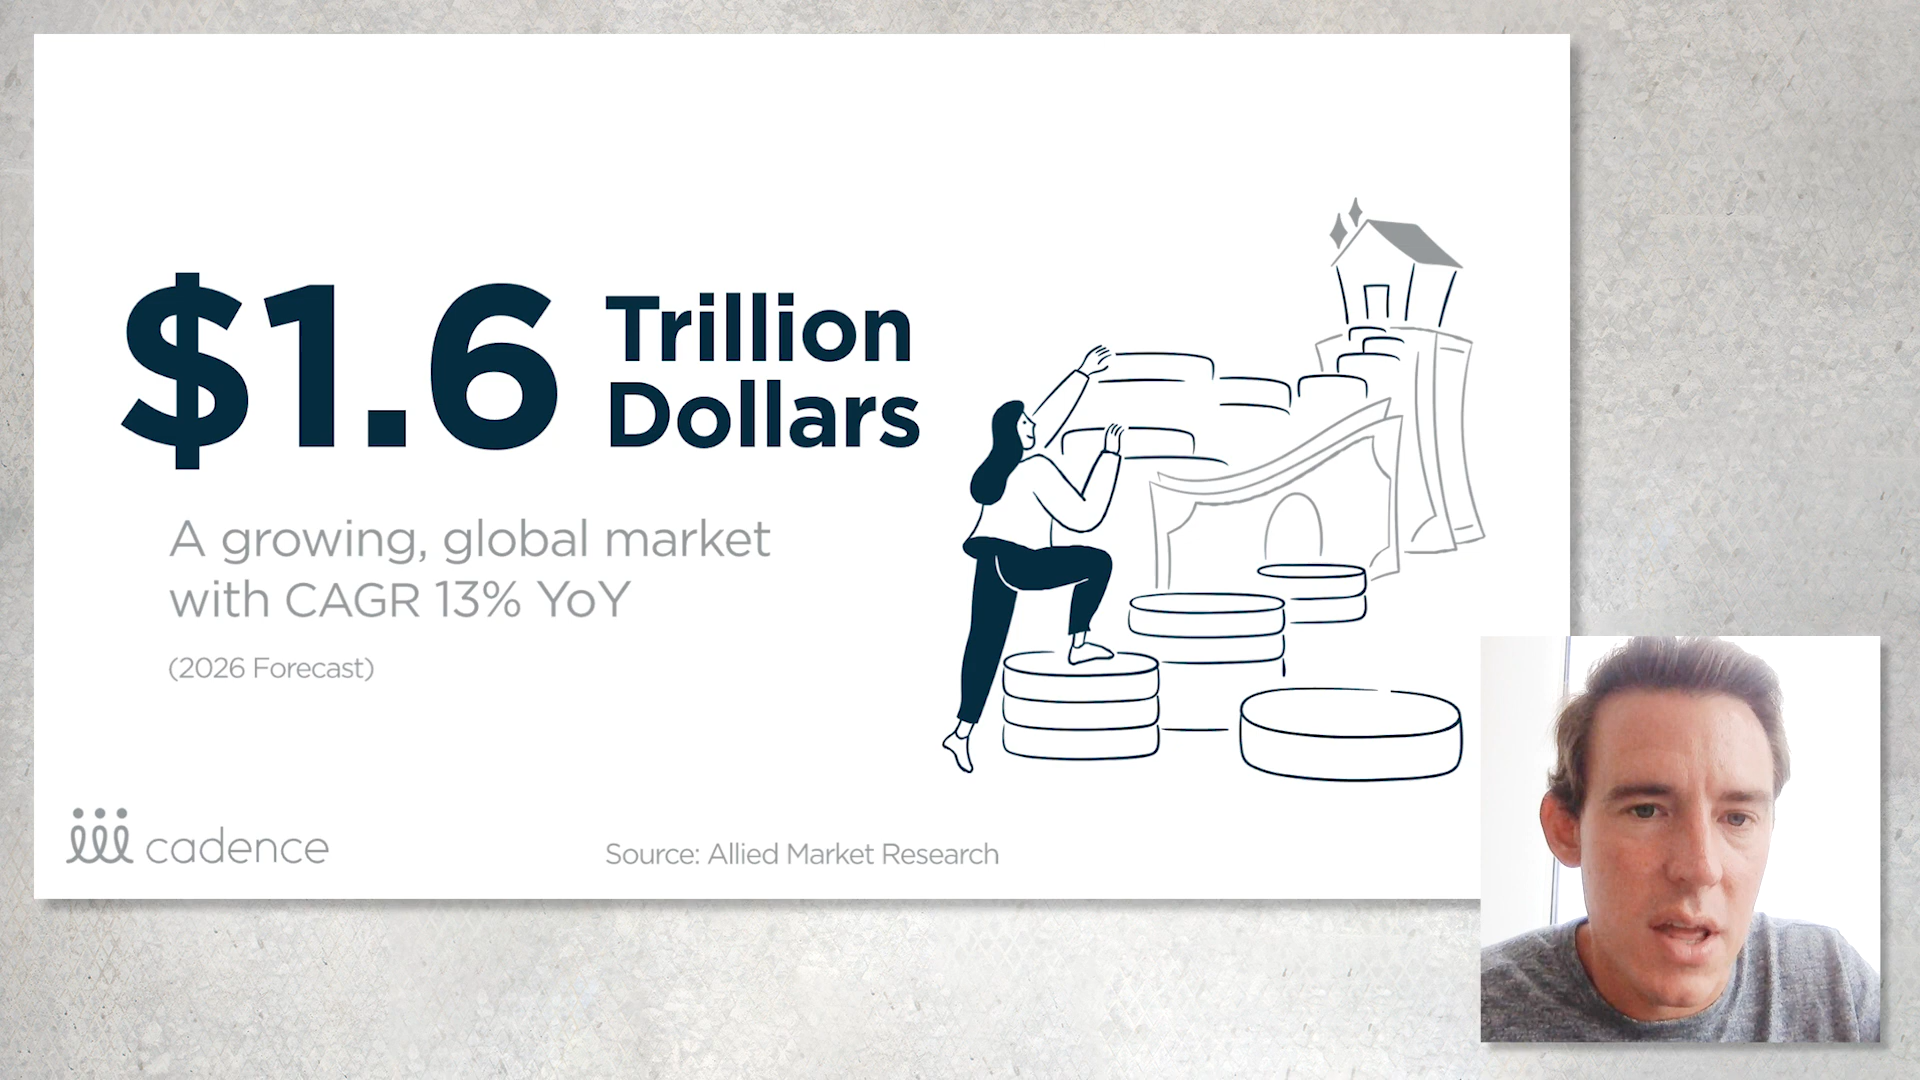 $1.6 Trillion
Dollars
A growing, global market
with CAGR 13% YoY
(2026 Forecast)
cadence
Source: Allied Market Research